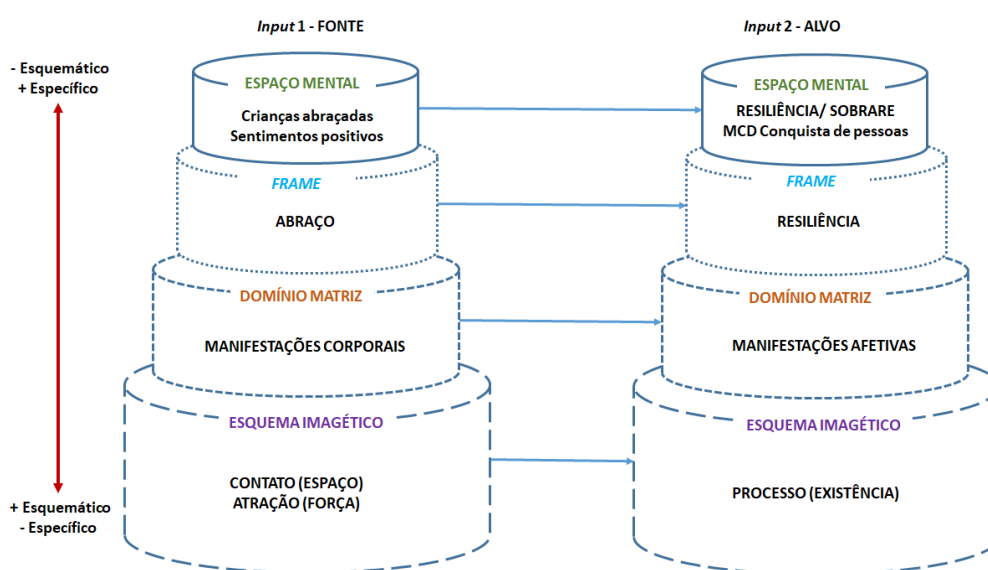 Input 1 - FONTE
Input 2 - ALVO
- Esquemático
+ Específico
ESPAÇO MENTAL
Crianças abraçadas
Sentimentos positivos
ESPAÇO MENTAL
RESILIÊNCIA/ SOBRARE
MCD Conquista de pessoas
FRAME
ABRAÇO
FRAME
RESILIÊNCIA
DOMÍNIO MATRIZ
MANIFESTAÇÕES CORPORAIS
DOMÍNIO MATRIZ
MANIFESTAÇÕES AFETIVAS
ESQUEMA IMAGÉTICO
CONTATO (ESPAÇO)
ATRAÇÃO (FORÇA)
ESQUEMA IMAGÉTICO
PROCESSO (EXISTÊNCIA)
+ Esquemático
- Específico